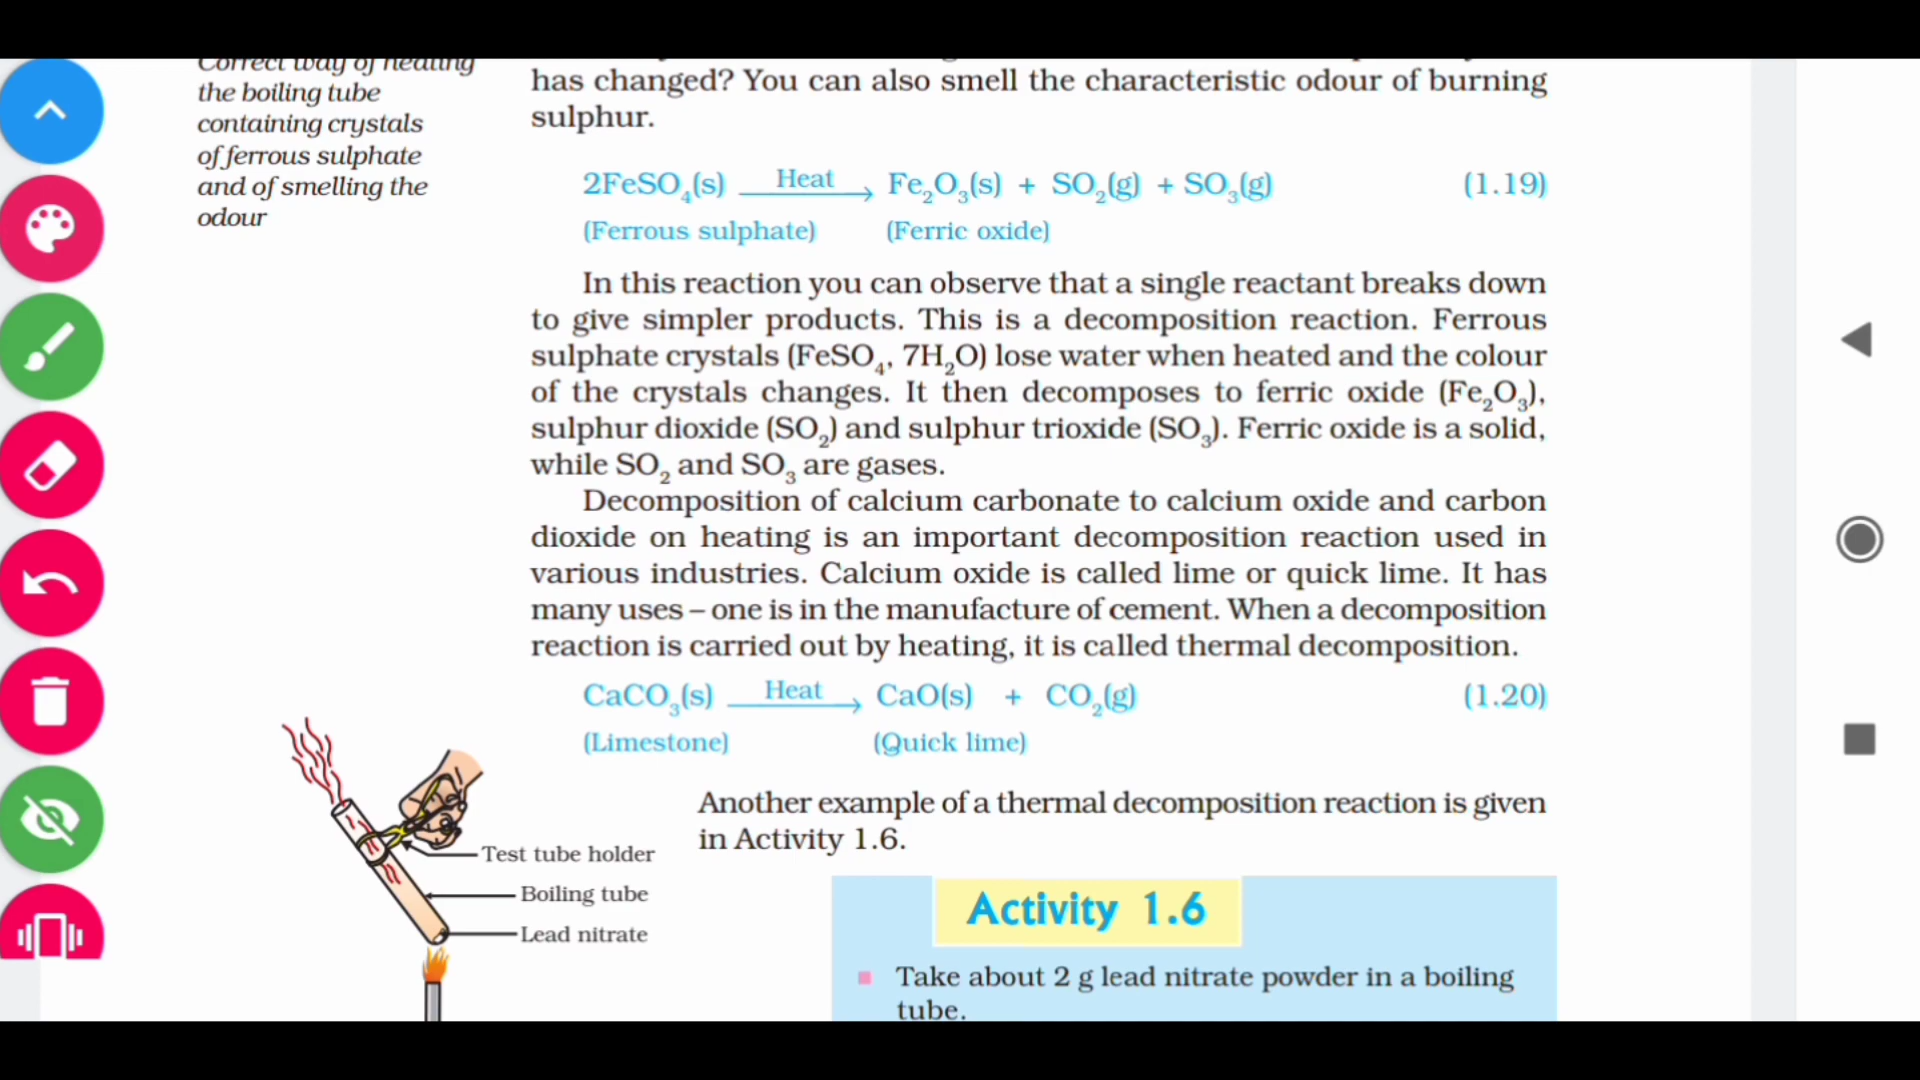 Correct way of heating
the boiling tube
containing crystals
of ferrous sulphate
and of smelling the
odour
has changed? You can also smell the characteristic odour of burning
sulphur.
2FeSO₄(s) Heat → Fe₂O₃(s) + SO₂(g) + SO₃(g) (1.19)
(Ferrous sulphate) (Ferric oxide)
In this reaction you can observe that a single reactant breaks down
to give simpler products. This is a decomposition reaction. Ferrous
sulphate crystals (FeSO₄, 7H₂O) lose water when heated and the colour
of the crystals changes. It then decomposes to ferric oxide (Fe₂O₃),
sulphur dioxide (SO₂) and sulphur trioxide (SO₃). Ferric oxide is a solid,
while SO₂ and SO₃ are gases.
Decomposition of calcium carbonate to calcium oxide and carbon
dioxide on heating is an important decomposition reaction used in
various industries. Calcium oxide is called lime or quick lime. It has
many uses – one is in the manufacture of cement. When a decomposition
reaction is carried out by heating, it is called thermal decomposition.
CaCO₃(s) Heat → CaO(s) + CO₂(g) (1.20)
(Limestone) (Quick lime)
Another example of a thermal decomposition reaction is given
in Activity 1.6.
Test tube holder
Boiling tube
Lead nitrate
Activity 1.6
Take about 2 g lead nitrate powder in a boiling
tube.